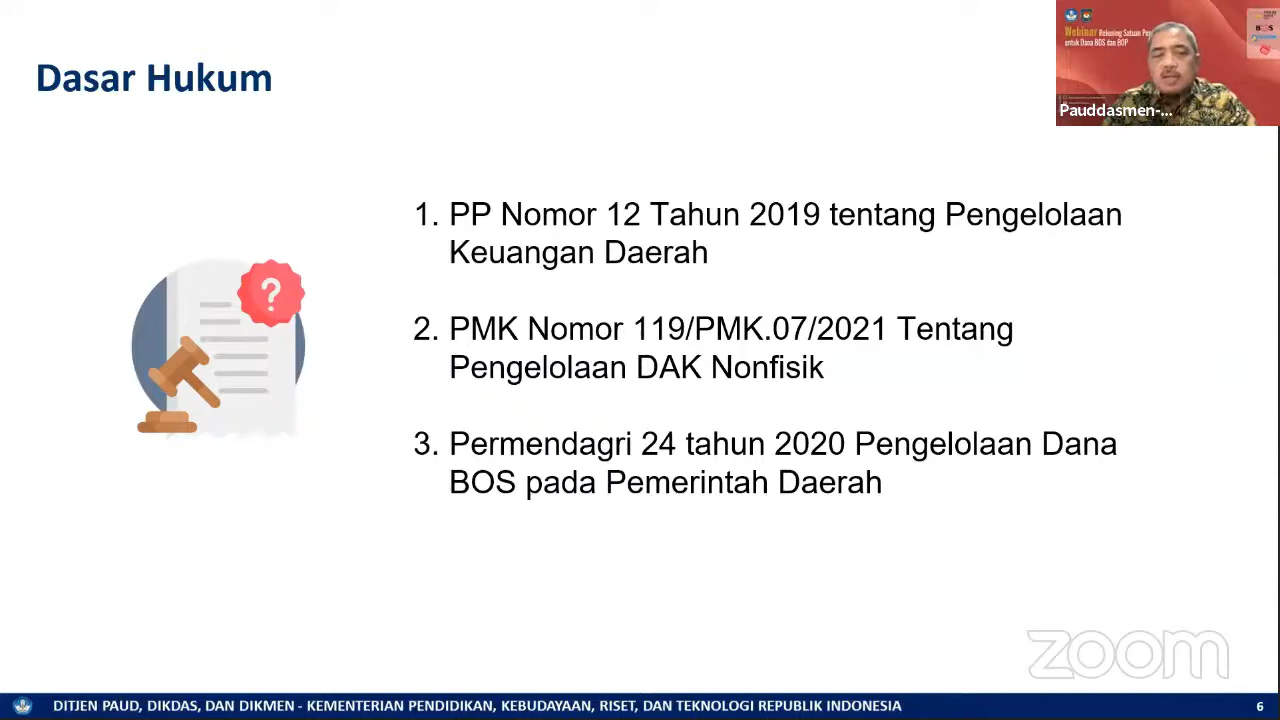 Dasar Hukum
Webinar Rekening Satuan
untuk Dana BOS dan BOP
BOS
Pauddasmen-...
1. PP Nomor 12 Tahun 2019 tentang Pengelolaan
Keuangan Daerah
?
2. PMK Nomor 119/PMK.07/2021 Tentang
Pengelolaan DAK Nonfisik
3. Permendagri 24 tahun 2020 Pengelolaan Dana
BOS pada Pemerintah Daerah
zoom
DITJEN PAUD, DIKDAS, DAN DIKMEN - KEMENTERIAN PENDIDIKAN, KEBUDAYAAN, RISET, DAN TEKNOLOGI REPUBLIK INDONESIA
6